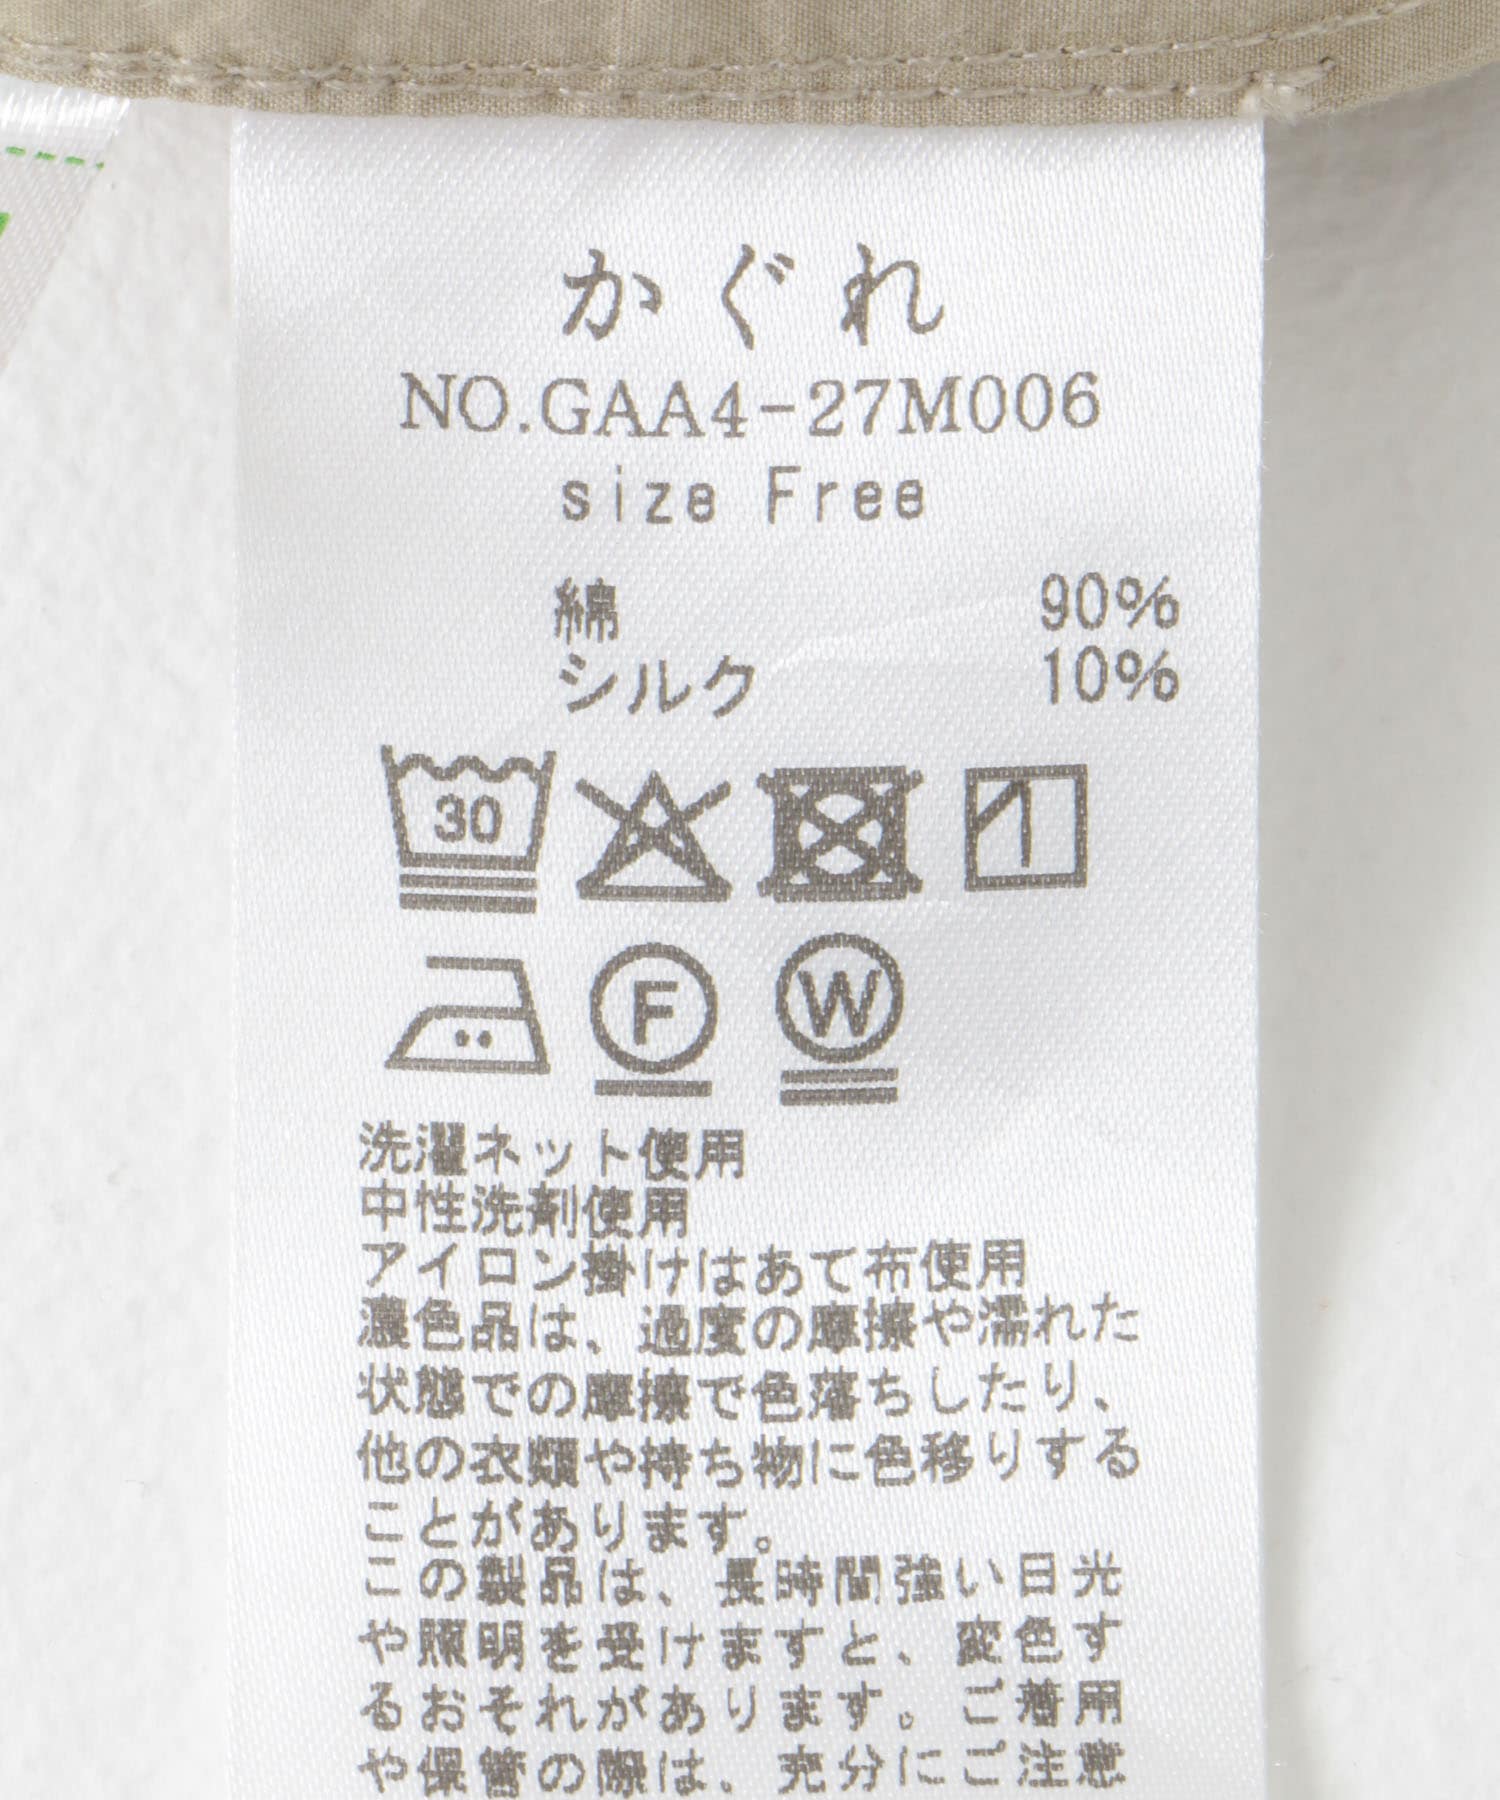 かぐれ
NO.GAA4-27M006
size Free
綿 90%
シルク 10%
30
F
W
洗濯ネット使用
中性洗剤使用
アイロン掛けはあて布使用
濃色品は、過度の摩擦や濡れた
状態での摩擦で色落ちしたり、
他の衣類や持ち物に色移りする
ことがあります。
この製品は、長時間強い日光
や照明を受けますと、変色す
るおそれがあります。ご着用
や保管の際は、充分にご注意